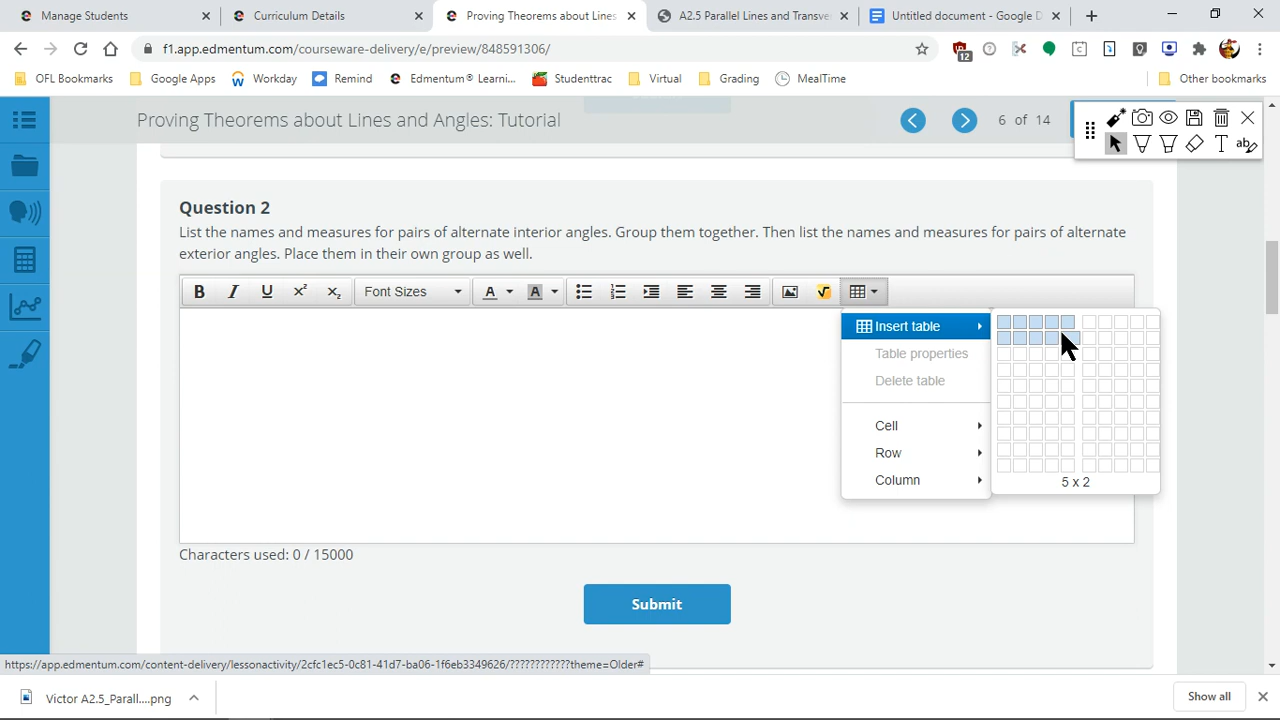 Manage Students
Curriculum Details
Proving Theorems about Lines
A2.5 Parallel Lines and Transver
Untitled document - Google D
f1.app.edmentum.com/courseware-delivery/e/preview/848591306/
12
OFL Bookmarks
Google Apps
Workday
Remind
Edmentum® Learni...
Studenttrac
Virtual
Grading
MealTime
Other bookmarks
Proving Theorems about Lines and Angles: Tutorial
6 of 14
Question 2
List the names and measures for pairs of alternate interior angles. Group them together. Then list the names and measures for pairs of alternate
exterior angles. Place them in their own group as well.
B I U x² x₂ Font Sizes A A
Insert table
Table properties
Delete table
Cell
Row
Column
5 x 2
Characters used: 0 / 15000
Submit
https://app.edmentum.com/content-delivery/lessonactivity/2cfc1ec5-0c81-41d7-ba06-1f6eb3349626/????????????theme=Older#
Victor A2.5_Parall....png
Show all